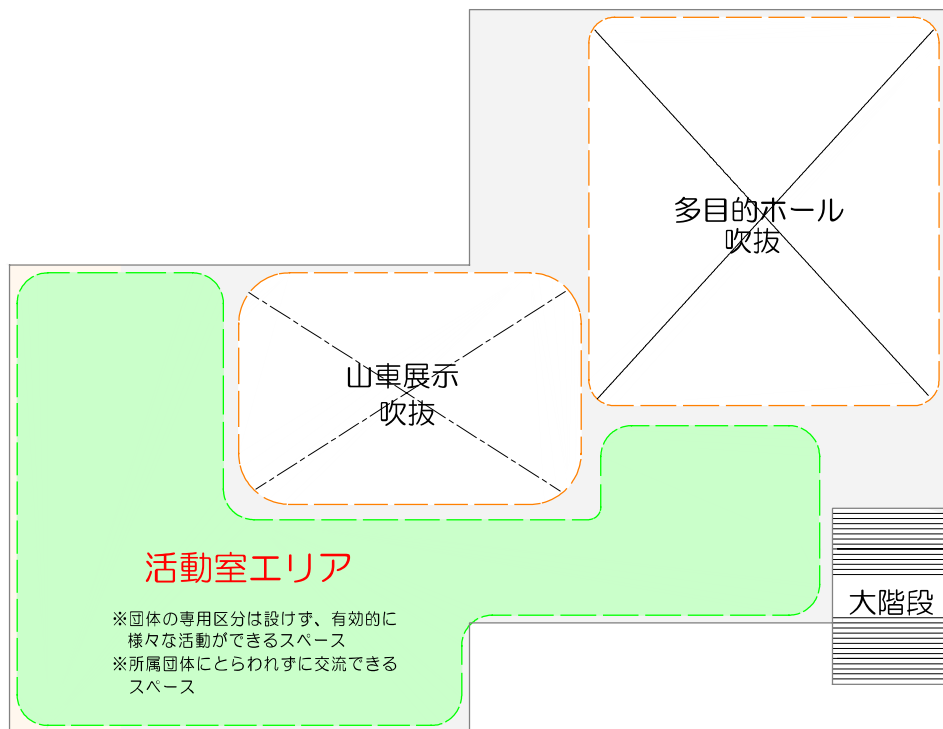 多目的ホール
吹抜
山車展示
吹抜
活動室エリア
※団体の専用区分は設けず、有効的に
様々な活動ができるスペース
※所属団体にとらわれずに交流できる
スペース
大階段